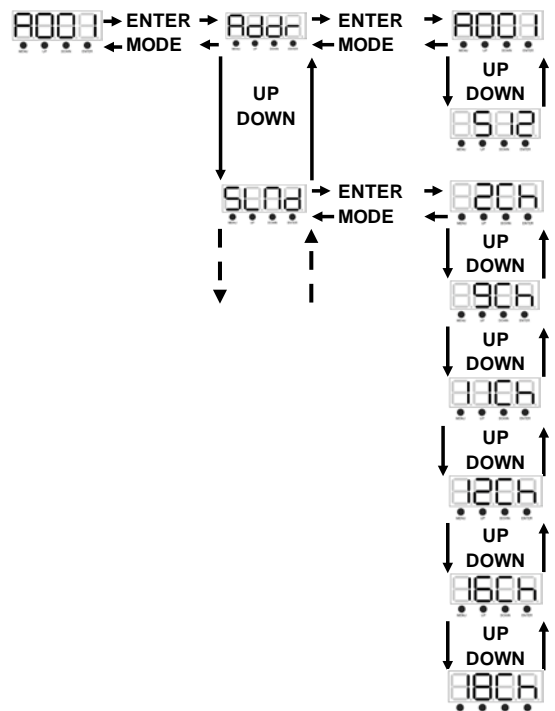 A001 ENTER Addr ENTER A001
MODE MODE
UP
DOWN
UP
DOWN
512
SLNd ENTER 2Ch
MODE
UP
DOWN
9Ch
UP
DOWN
11Ch
UP
DOWN
12Ch
UP
DOWN
16Ch
UP
DOWN
18Ch